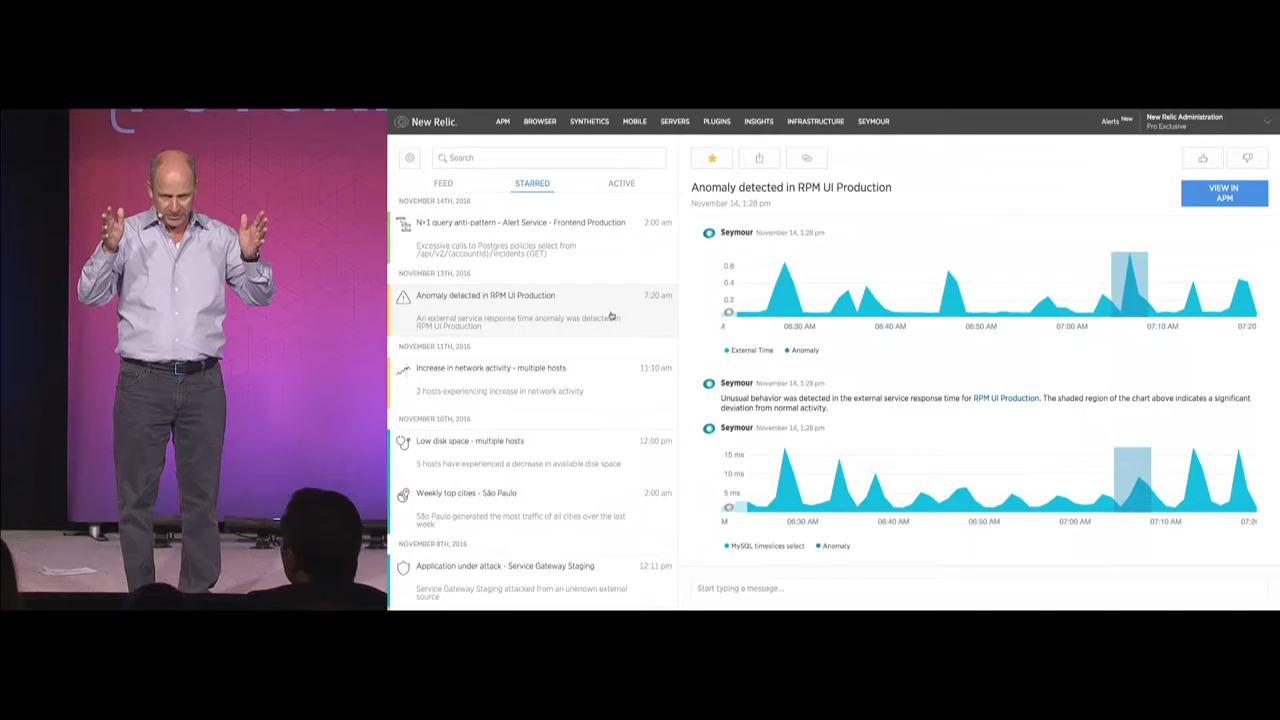 New Relic.
APM
BROWSER
SYNTHETICS
MOBILE
SERVERS
PLUGINS
INSIGHTS
INFRASTRUCTURE
SEYMOUR
Alerts New
New Relic Administration
Pro Exclusive
Search
FEED
STARRED
ACTIVE
NOVEMBER 14TH, 2016
N+1 query anti-pattern - Alert Service - Frontend Production
2:00 am
Excessive calls to Postgres policies select from
/api/v2/{accountId}/incidents (GET)
NOVEMBER 13TH, 2016
Anomaly detected in RPM UI Production
7:20 am
An external service response time anomaly was detected in
RPM UI Production
NOVEMBER 11TH, 2016
Increase in network activity - multiple hosts
11:10 am
2 hosts experiencing increase in network activity
NOVEMBER 10TH, 2016
Low disk space - multiple hosts
12:00 pm
5 hosts have experienced a decrease in available disk space
Weekly top cities - São Paulo
2:00 am
São Paulo generated the most traffic of all cities over the last
week
NOVEMBER 8TH, 2016
Application under attack - Service Gateway Staging
12:11 pm
Service Gateway Staging attacked from an unknown external
source
Anomaly detected in RPM UI Production
November 14, 1:28 pm
VIEW IN
APM
Seymour November 14, 1:28 pm
0.6
0.4
0.2
06:30 AM
06:40 AM
06:50 AM
07:00 AM
07:10 AM
07:20
External Time
Anomaly
Seymour November 14, 1:28 pm
Unusual behavior was detected in the external service response time for RPM UI Production. The shaded region of the chart above indicates a significant
deviation from normal activity.
Seymour November 14, 1:28 pm
15 ms
10 ms
5 ms
M
06:30 AM
06:40 AM
06:50 AM
07:00 AM
07:10 AM
MySQL timeslices select
Anomaly
Start typing a message...